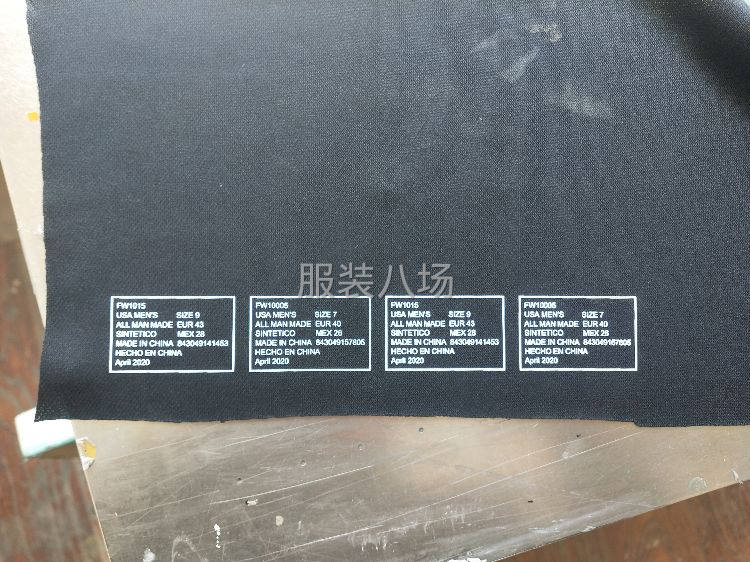 服装八场
FW1015
USA MEN'S SIZE 9
ALL MAN MADE EUR 43
SINTETICO MEX 28
MADE IN CHINA 843049141453
HECHO EN CHINA
April 2020
FW10005
USA MEN'S SIZE 7
ALL MAN MADE EUR 40
SINTETICO MEX 26
MADE IN CHINA 843049157805
HECHO EN CHINA
April 2020
FW1015
USA MEN'S SIZE 9
ALL MAN MADE EUR 43
SINTETICO MEX 28
MADE IN CHINA 843049141453
HECHO EN CHINA
April 2020
FW10005
USA MEN'S SIZE 7
ALL MAN MADE EUR 40
SINTETICO MEX 26
MADE IN CHINA 843049157805
HECHO EN CHINA
April 2020